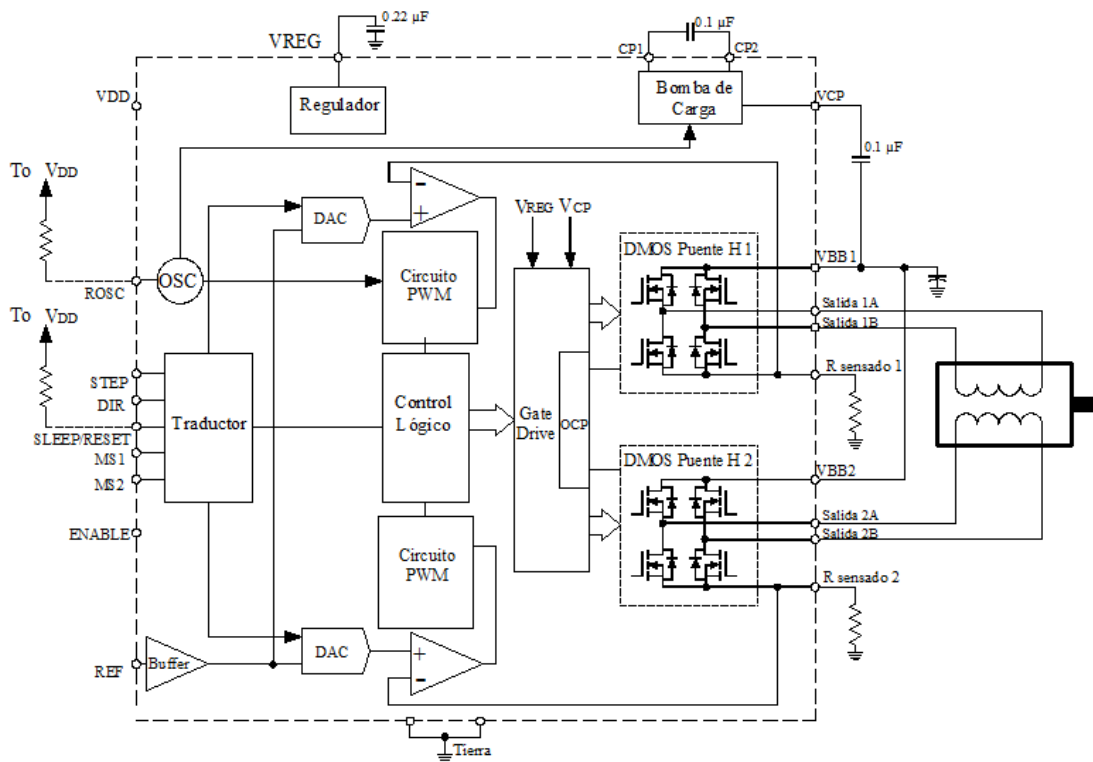 0.22 µF
VREG
0.1 µF
CP1
CP2
VDD
Regulador
Bomba de
Carga
VCP
0.1 µF
To VDD
DAC
-
+
VREG VCP
DMOS Puente H 1
OSC
ROSC
Circuito
PWM
VBB1
Salida 1A
Salida 1B
To VDD
R sensado 1
STEP
DIR
SLEEP/RESET
MS1
MS2
Traductor
Control
Lógico
Gate
Drive
OCP
DMOS Puente H 2
VBB2
Salida 2A
Salida 2B
ENABLE
Circuito
PWM
R sensado 2
REF
Buffer
DAC
+
-
Tierra